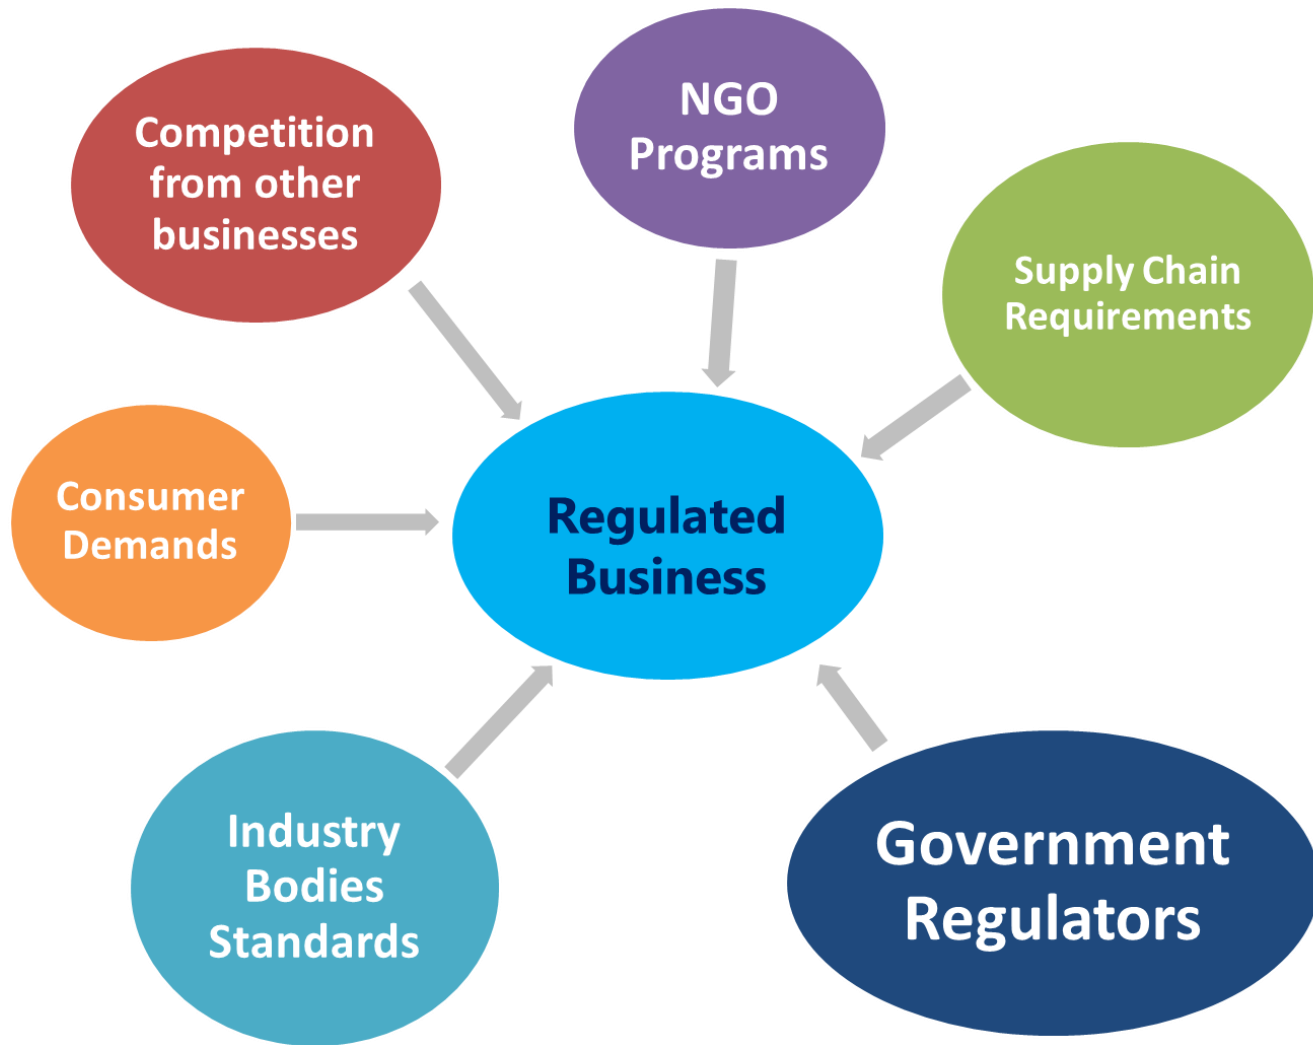 Competition
from other
businesses
NGO
Programs
Supply Chain
Requirements
Consumer
Demands
Regulated
Business
Industry
Bodies
Standards
Government
Regulators